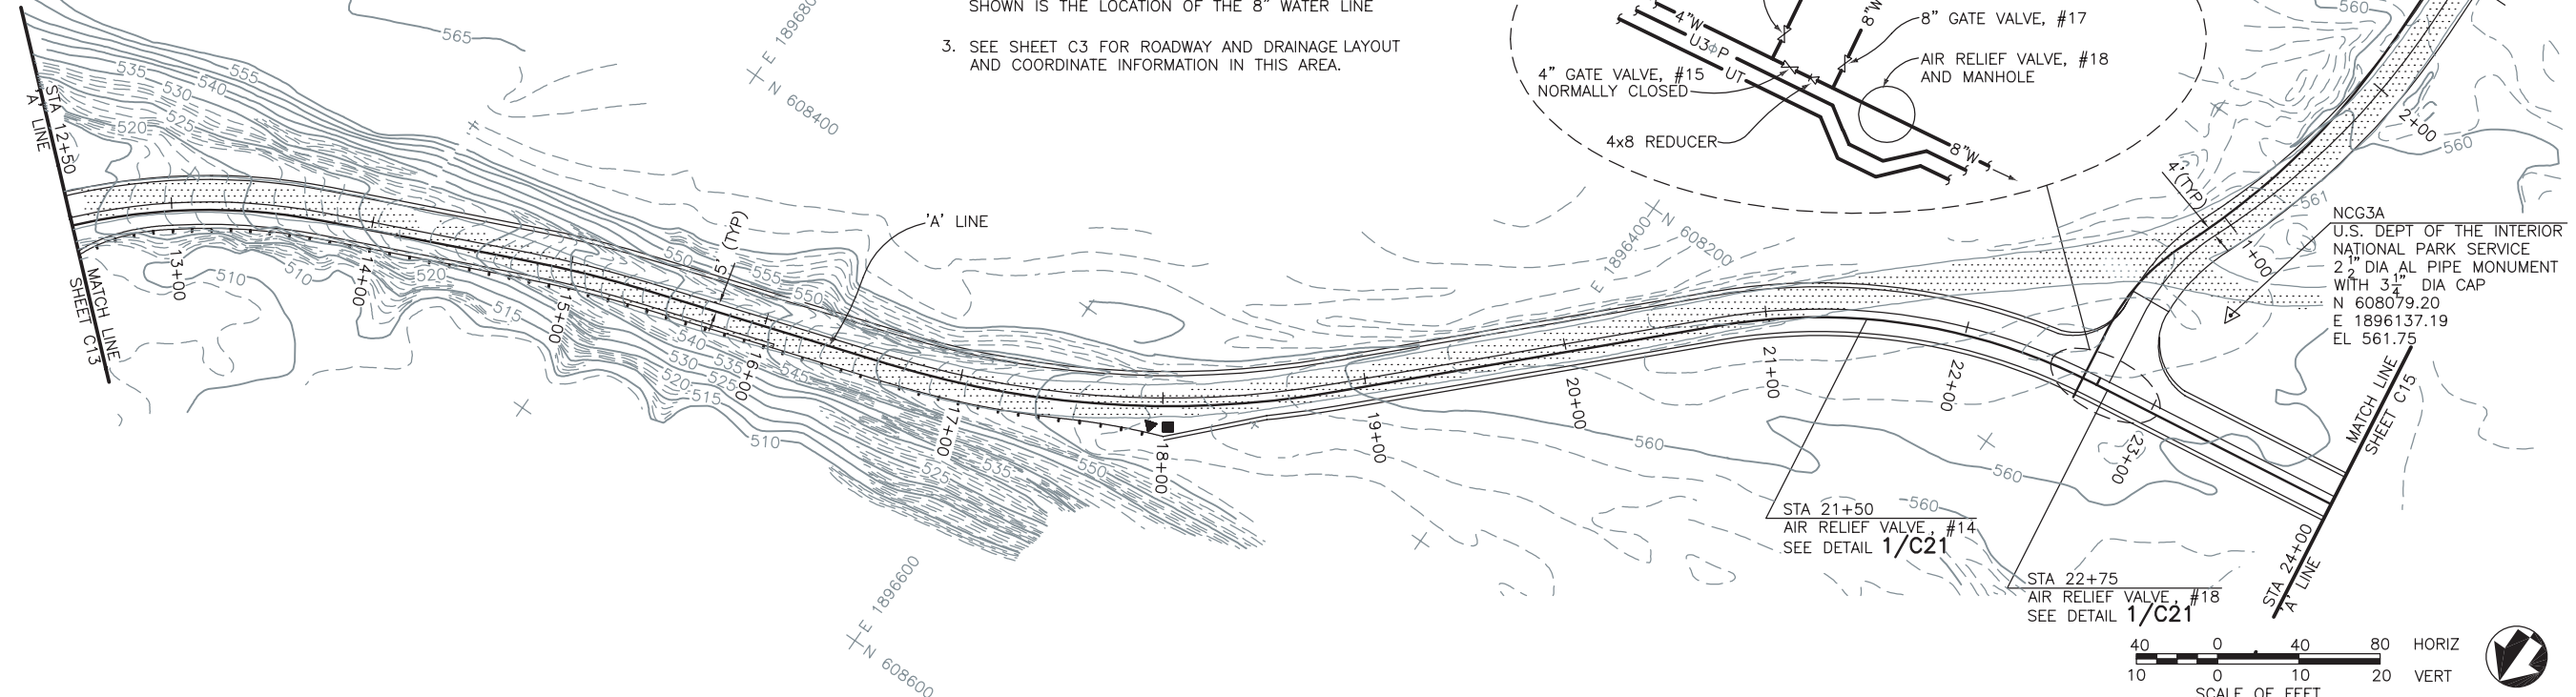 SHOWN IS THE LOCATION OF THE 8" WATER LINE
3. SEE SHEET C3 FOR ROADWAY AND DRAINAGE LAYOUT
AND COORDINATE INFORMATION IN THIS AREA.
565
E 189680
N 608400
STA 12+50
'A' LINE
MATCH LINE
SHEET C13
535
530
525
520
540
555
510
510
520
515
13+00
14+00
15+00
16+00
17+00
18+00
19+00
20+00
21+00
22+00
23+00
5' (TYP)
'A' LINE
550
555
550
540
535
530
525
520
515
510
545
525
535
550
E 1896600
N 608600
4"W
U3ɸP
UT
8"W
8" GATE VALVE, #17
AIR RELIEF VALVE, #18
AND MANHOLE
4" GATE VALVE, #15
NORMALLY CLOSED
4x8 REDUCER
8"W
E 1896400
N 608200
560
560
560
560
560
561
2+00
1+00
4'(TYP)
NCG3A
U.S. DEPT OF THE INTERIOR
NATIONAL PARK SERVICE
2 1/2" DIA AL PIPE MONUMENT
WITH 3 1/4" DIA CAP
N 608079.20
E 1896137.19
EL 561.75
MATCH LINE
SHEET C15
STA 24+00
'A' LINE
STA 21+50
AIR RELIEF VALVE, #14
SEE DETAIL 1/C21
STA 22+75
AIR RELIEF VALVE, #18
SEE DETAIL 1/C21
40 0 40 80 HORIZ
10 0 10 20 VERT
SCALE OF FEET